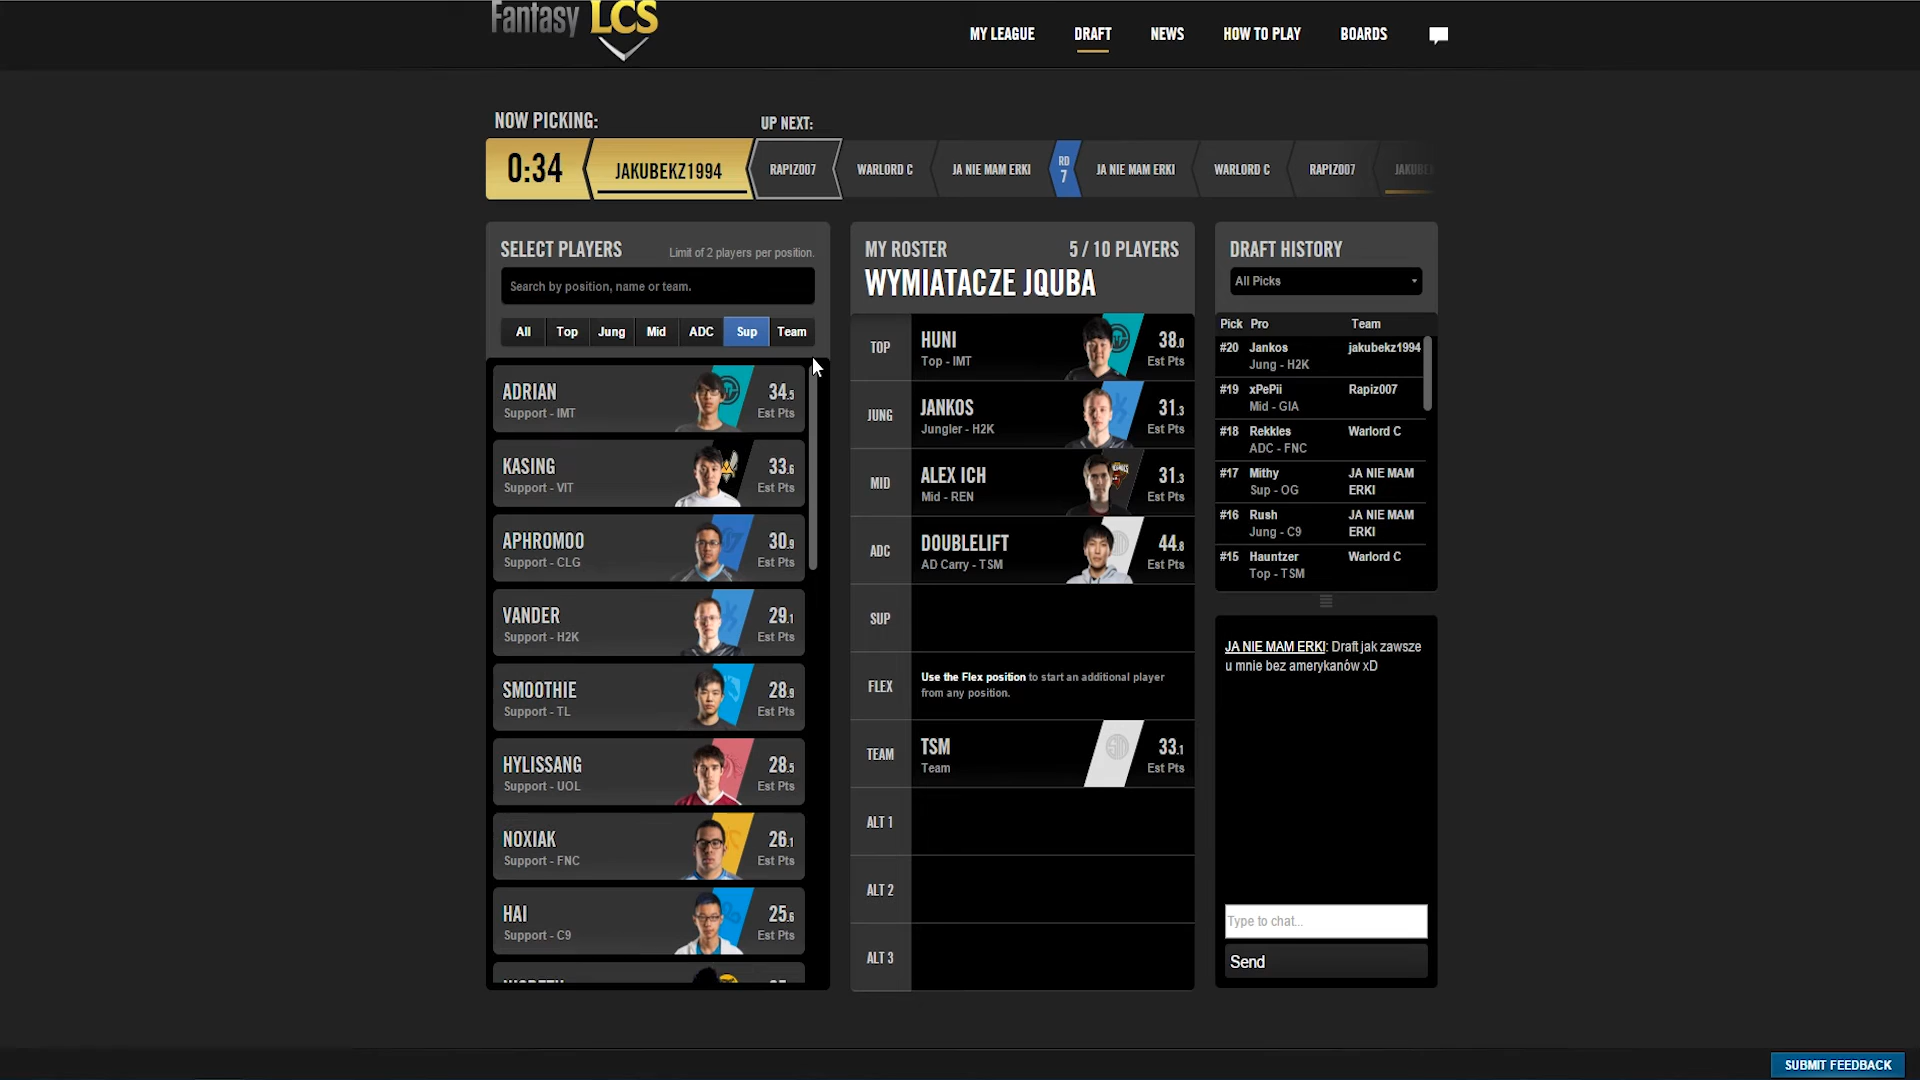 Fantasy LCS
MY LEAGUE
DRAFT
NEWS
HOW TO PLAY
BOARDS
NOW PICKING:
UP NEXT:
0:34
JAKUBEKZ1994
RAPIZ007
WARLORD C
JA NIE MAM ERKI
RD
7
JA NIE MAM ERKI
WARLORD C
RAPIZ007
SELECT PLAYERS
Limit of 2 players per position.
Search by position, name or team.
All
Top
Jung
Mid
ADC
Sup
Team
ADRIAN
34.5
Support - IMT
Est Pts
KASING
33.6
Support - VIT
Est Pts
APHROMOO
30.9
Support - CLG
Est Pts
VANDER
29.1
Support - H2K
Est Pts
SMOOTHIE
28.9
Support - TL
Est Pts
HYLISSANG
28.5
Support - UOL
Est Pts
NOXIAK
26.1
Support - FNC
Est Pts
HAI
25.6
Support - C9
Est Pts
MY ROSTER
5 / 10 PLAYERS
WYMIATACZE JQUBA
TOP
HUNI
38.0
Top - IMT
Est Pts
JUNG
JANKOS
31.3
Jungler - H2K
Est Pts
MID
ALEX ICH
31.3
Mid - REN
Est Pts
ADC
DOUBLELIFT
44.8
AD Carry - TSM
Est Pts
SUP
FLEX
Use the Flex position to start an additional player
from any position.
TEAM
TSM
33.1
Team
Est Pts
ALT 1
ALT 2
ALT 3
DRAFT HISTORY
All Picks
Pick Pro Team
#20 Jankos jakubekz1994
Jung - H2K
#19 xPePii Rapiz007
Mid - GIA
#18 Rekkles Warlord C
ADC - FNC
#17 Mithy JA NIE MAM
Sup - OG ERKI
#16 Rush JA NIE MAM
Jung - C9 ERKI
#15 Hauntzer Warlord C
Top - TSM
JA NIE MAM ERKI: Draft jak zawsze
u mnie bez amerykanów xD
Type to chat...
Send
SUBMIT FEEDBACK